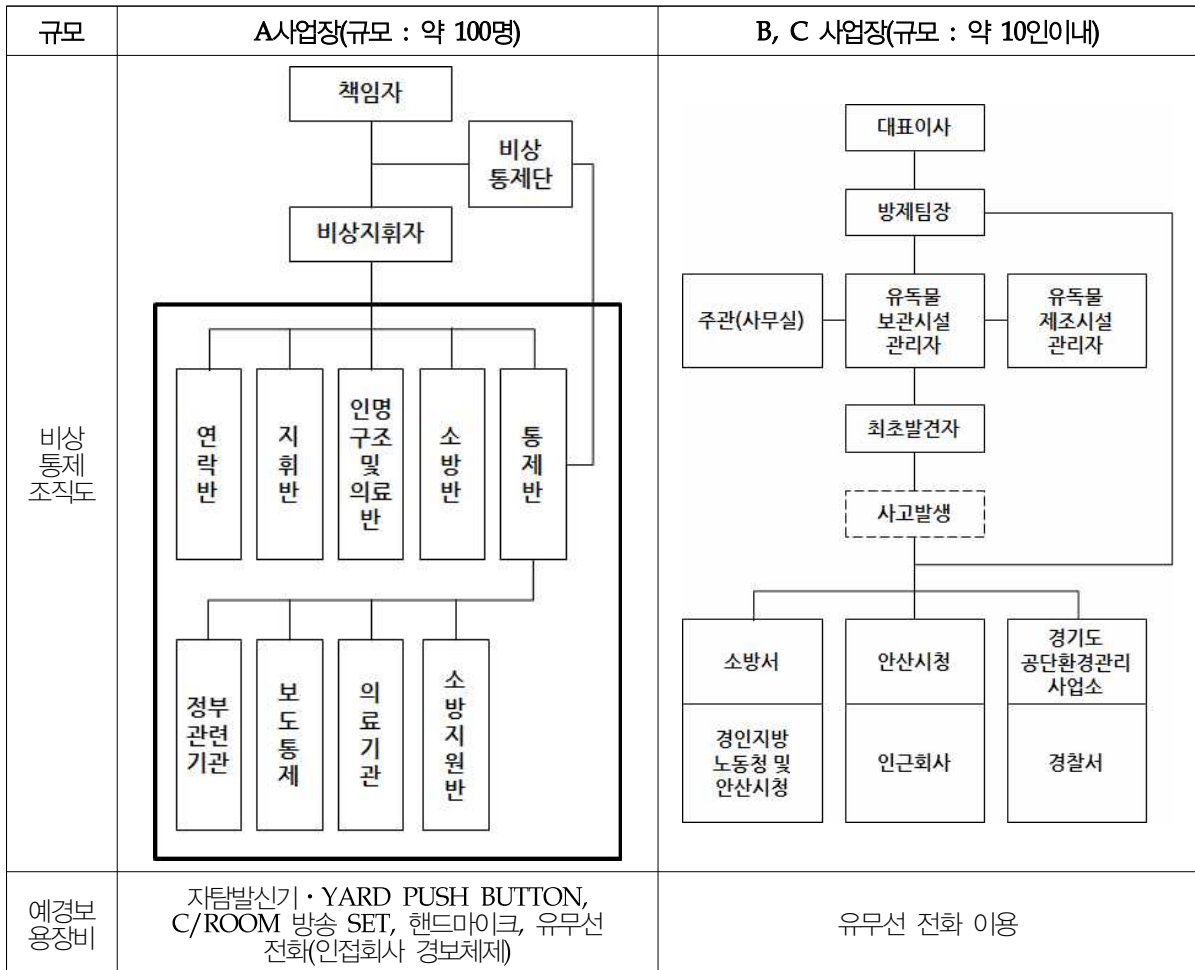 규모
A사업장(규모 : 약 100명)
B, C 사업장(규모 : 약 10인이내)
비상
통제
조직도
책임자
비상
통제단
비상지휘자
연
락
반
지
휘
반
인명
구조
및
의료
반
소
방
반
통
제
반
정부
관련
기관
보
도
통
제
의
료
기
관
소
방
지
원
반
대표이사
방제팀장
주관(사무실)
유독물
보관시설
관리자
유독물
제조시설
관리자
최초발견자
사고발생
소방서
안산시청
경기도
공단환경관리
사업소
경인지방
노동청 및
안산시청
인근회사
경찰서
예경보
용장비
자탐발신기・YARD PUSH BUTTON,
C/ROOM 방송 SET, 핸드마이크, 유무선
전화(인접회사 경보체제)
유무선 전화 이용